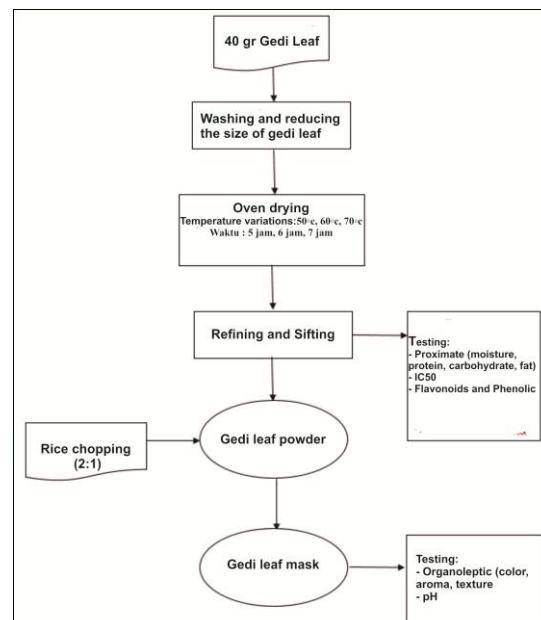 40 gr Gedi Leaf
Washing and reducing
the size of gedi leaf
Oven drying
Temperature variations:50°c, 60°c, 70°c
Waktu : 5 jam, 6 jam, 7 jam
Refining and Sifting
Testing:
- Proximate (moisture,
protein, carbohydrate, fat)
- IC50
- Flavonoids and Phenolic
Rice chopping
(2:1)
Gedi leaf powder
Gedi leaf mask
Testing:
- Organoleptic (color,
aroma, texture
- pH